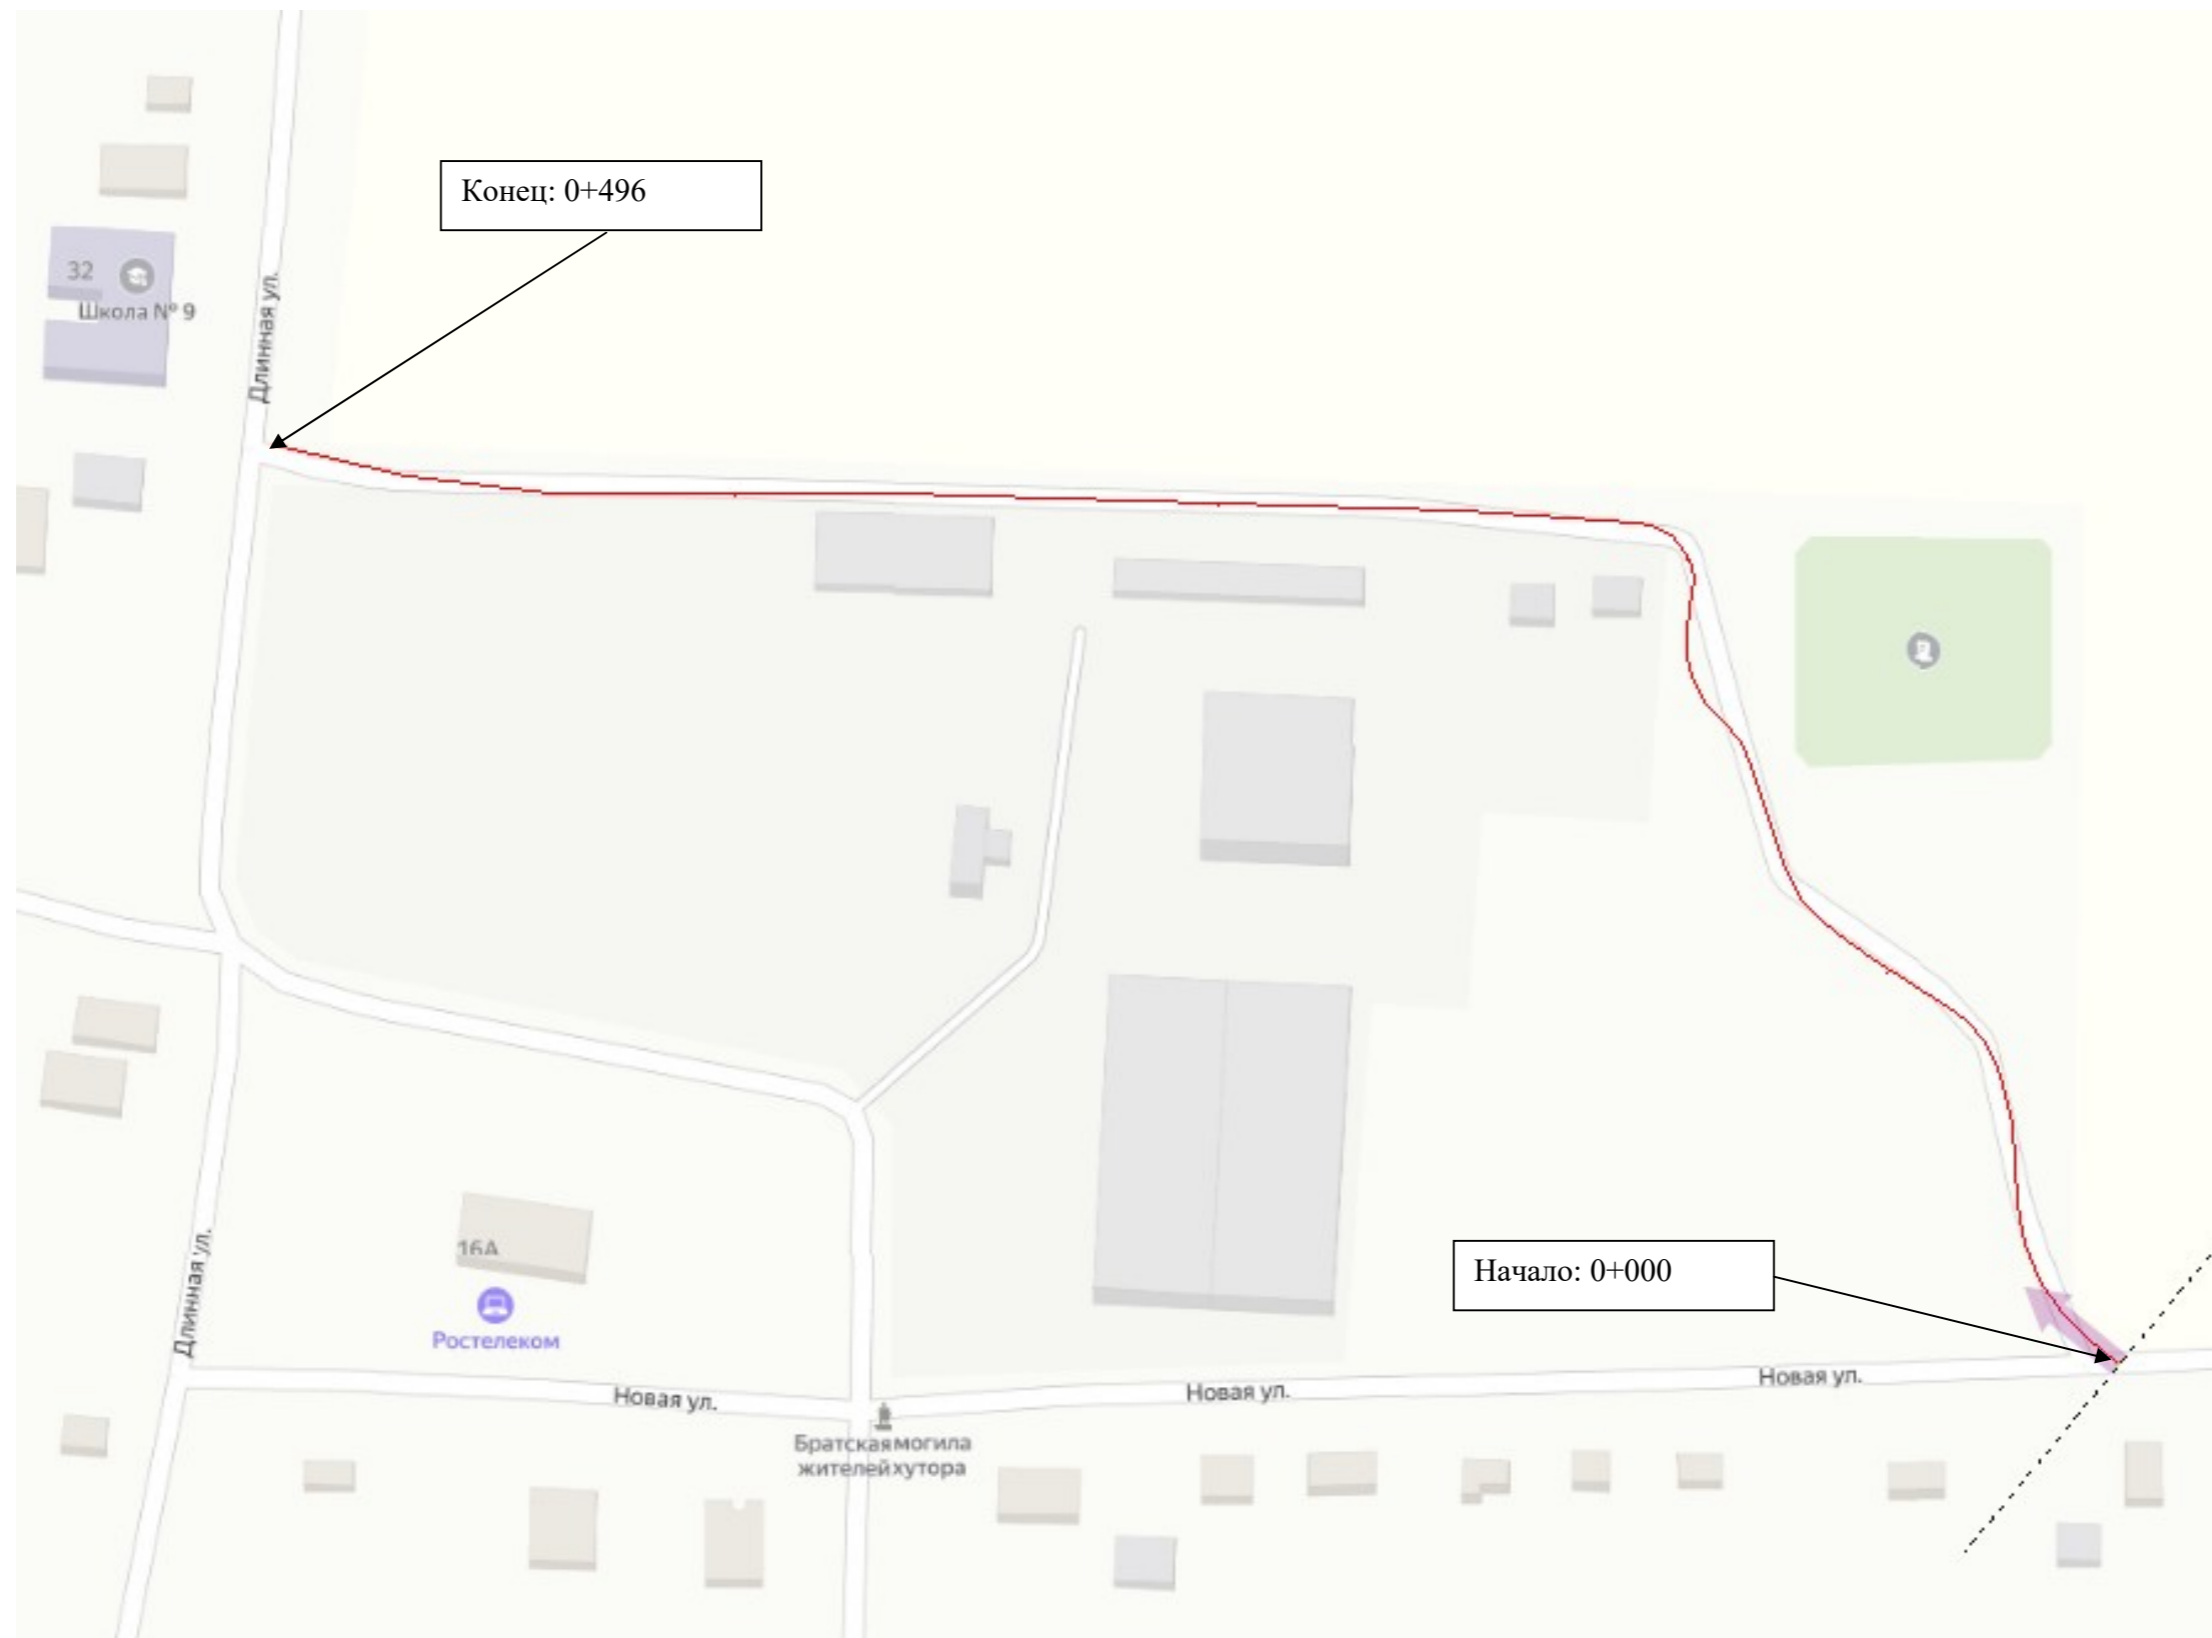 Конец: 0+496
32
Школа № 9
Длинная ул.
Длинная ул.
16А
Ростелеком
Начало: 0+000
Новая ул.
Новая ул.
Новая ул.
Братская могила
жителей хутора